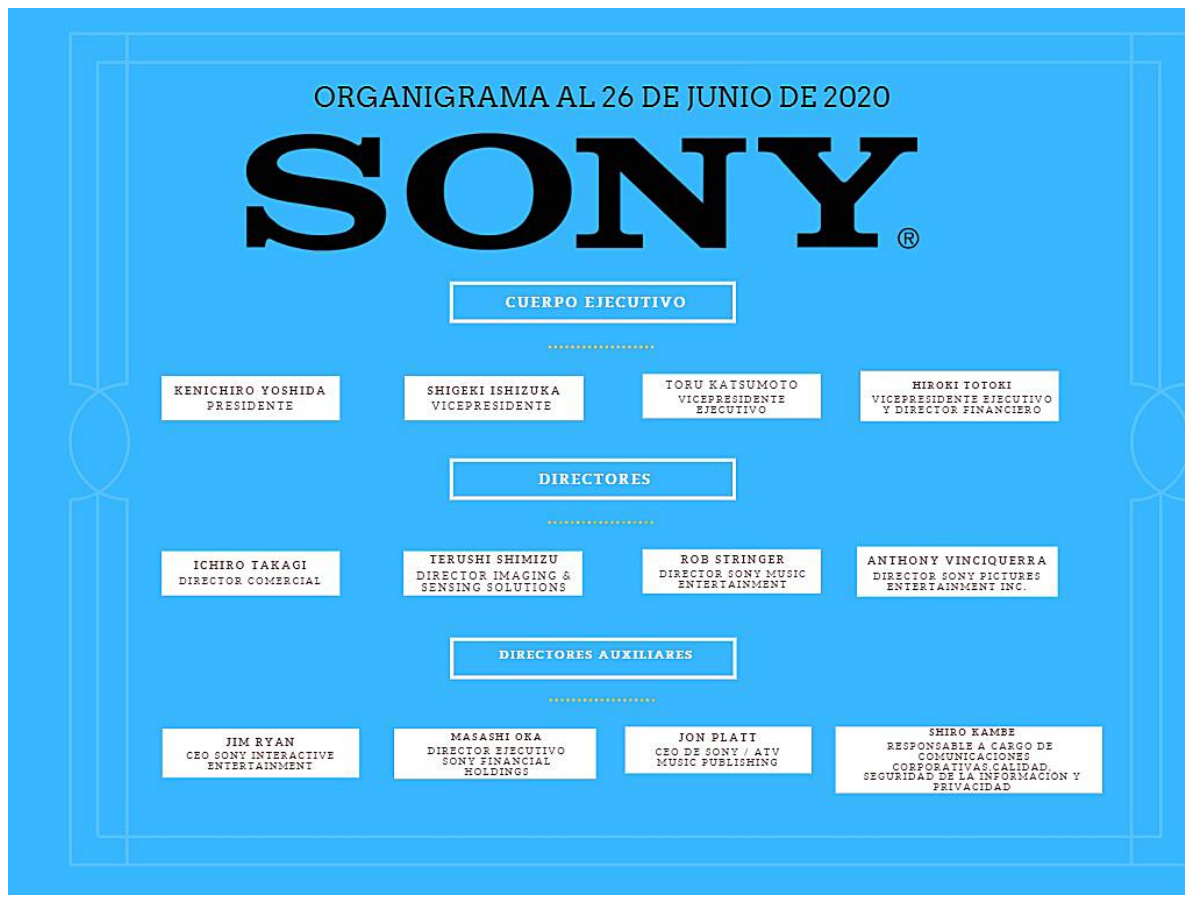 ORGANIGRAMA AL 26 DE JUNIO DE 2020
SONY®
CUERPO EJECUTIVO
KENICHIRO YOSHIDA
PRESIDENTE
SHIGEKI ISHIZUKA
VICEPRESIDENTE
TORU KATSUMOTO
VICEPRESIDENTE
EJECUTIVO
HIROKI TOTOKI
VICEPRESIDENTE EJECUTIVO
Y DIRECTOR FINANCIERO
DIRECTORES
ICHIRO TAKAGI
DIRECTOR COMERCIAL
TERUSHI SHIMIZU
DIRECTOR IMAGING &
SENSING SOLUTIONS
ROB STRINGER
DIRECTOR SONY MUSIC
ENTERTAINMENT
ANTHONY VINCIQUERRA
DIRECTOR SONY PICTURES
ENTERTAINMENT INC.
DIRECTORES AUXILIARES
JIM RYAN
CEO SONY INTERACTIVE
ENTERTAINMENT
MASASHI OKA
DIRECTOR EJECUTIVO
SONY FINANCIAL
HOLDINGS
JON PLATT
CEO DE SONY / ATV
MUSIC PUBLISHING
SHIRO KAMBE
RESPONSABLE A CARGO DE
COMUNICACIONES
CORPORATIVAS,CALIDAD,
SEGURIDAD DE LA INFORMACIÓN Y
PRIVACIDAD